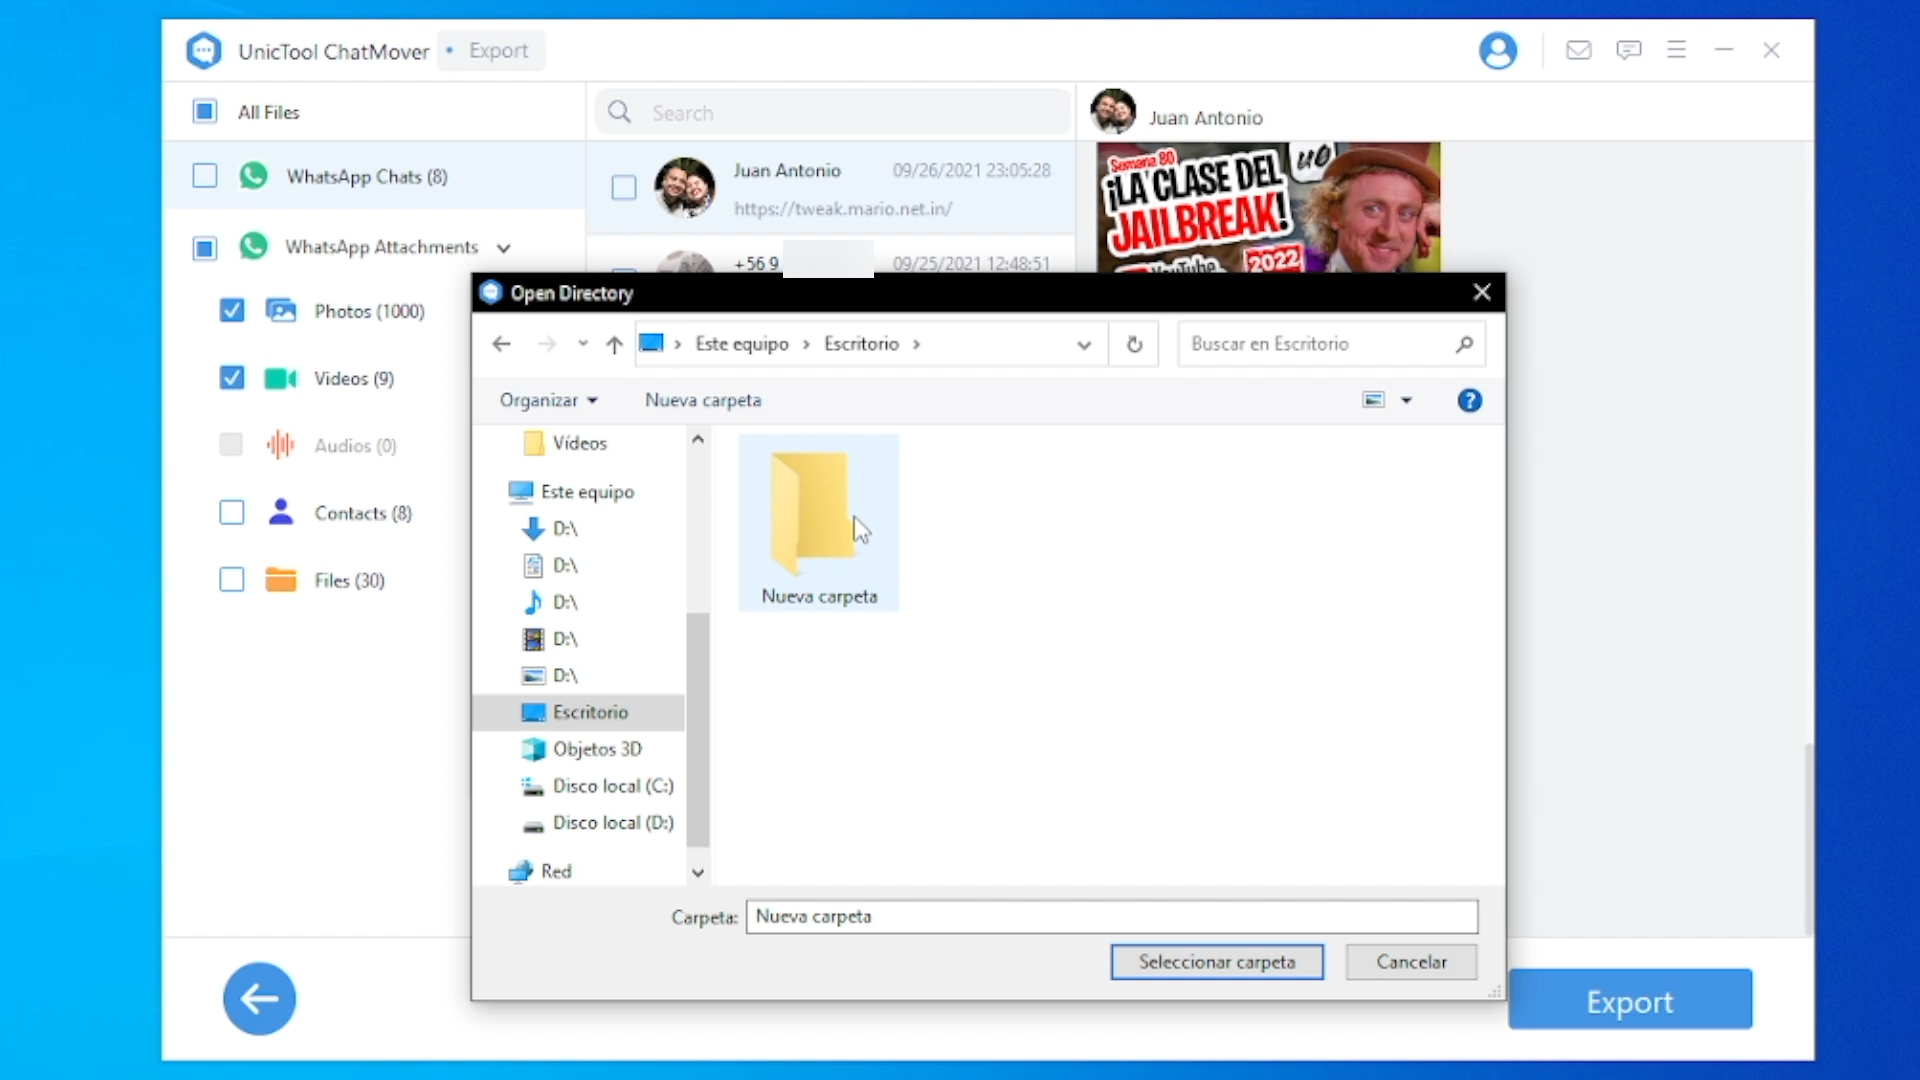 UnicTool ChatMover • Export
All Files
Search
Juan Antonio
WhatsApp Chats (8)
Juan Antonio 09/26/2021 23:05:28
https://tweak.mario.net.in/
Semana 80
¡LA CLASE DEL
JAILBREAK!
YouTube 2022
WhatsApp Attachments
+56 9 09/25/2021 12:48:51
Photos (1000)
Videos (9)
Audios (0)
Contacts (8)
Files (30)
Open Directory
Este equipo > Escritorio >
Buscar en Escritorio
Organizar
Nueva carpeta
Vídeos
Este equipo
D:\
D:\
D:\
D:\
D:\
Escritorio
Objetos 3D
Disco local (C:)
Disco local (D:)
Red
Nueva carpeta
Carpeta: Nueva carpeta
Seleccionar carpeta
Cancelar
Export